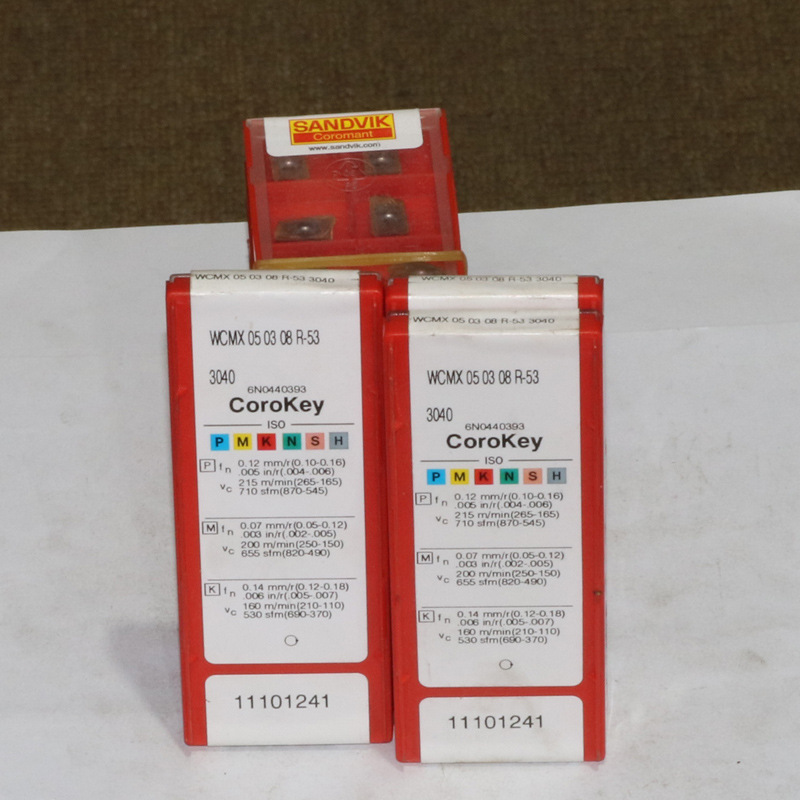 SANDVIK
Coromant
www.sandvik.com
WCMX 05 03 08 R-53 3040
WCMX 05 03 08 R-53
3040
6N0440393
CoroKey
ISO
P M K N S H
P fn 0.12 mm/r(0.10-0.16)
.005 in/r(.004-.006)
vc 215 m/min(265-165)
710 sfm(870-545)
M fn 0.07 mm/r(0.05-0.12)
.003 in/r(.002-.005)
vc 200 m/min(250-150)
655 sfm(820-490)
K fn 0.14 mm/r(0.12-0.18)
.006 in/r(.005-.007)
vc 160 m/min(210-110)
530 sfm(690-370)
11101241
WCMX 05 03 08 R-53 3040
WCMX 05 03 08 R-53 3040
WCMX 05 03 08 R-53
3040
6N0440393
CoroKey
ISO
P M K N S H
P fn 0.12 mm/r(0.10-0.16)
.005 in/r(.004-.006)
vc 215 m/min(265-165)
710 sfm(870-545)
M fn 0.07 mm/r(0.05-0.12)
.003 in/r(.002-.005)
vc 200 m/min(250-150)
655 sfm(820-490)
K fn 0.14 mm/r(0.12-0.18)
.006 in/r(.005-.007)
vc 160 m/min(210-110)
530 sfm(690-370)
11101241